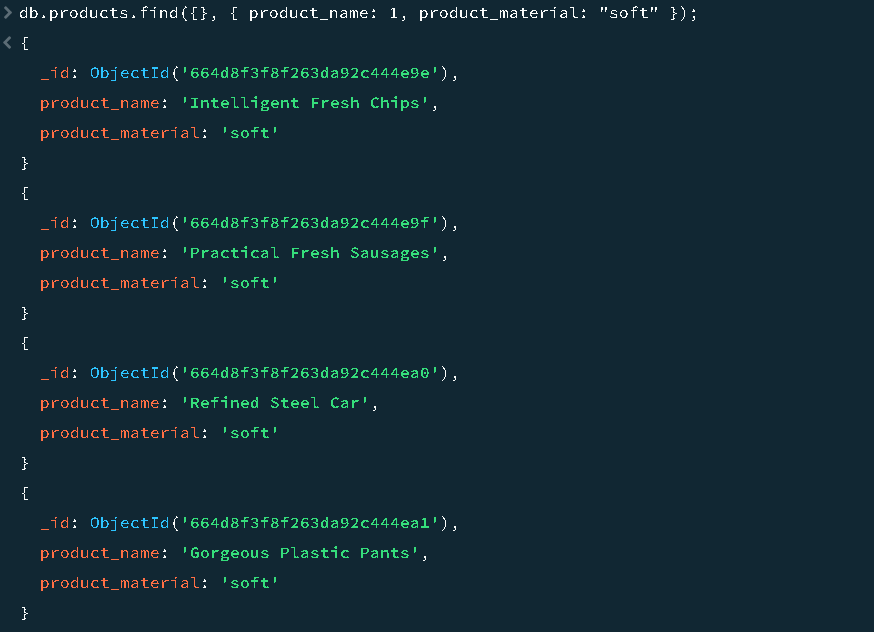 db.products.find({}, { product_name: 1, product_material: "soft" });
{
_id: ObjectId('664d8f3f8f263da92c444e9e'),
product_name: 'Intelligent Fresh Chips',
product_material: 'soft'
}
{
_id: ObjectId('664d8f3f8f263da92c444e9f'),
product_name: 'Practical Fresh Sausages',
product_material: 'soft'
}
{
_id: ObjectId('664d8f3f8f263da92c444ea0'),
product_name: 'Refined Steel Car',
product_material: 'soft'
}
{
_id: ObjectId('664d8f3f8f263da92c444ea1'),
product_name: 'Gorgeous Plastic Pants',
product_material: 'soft'
}